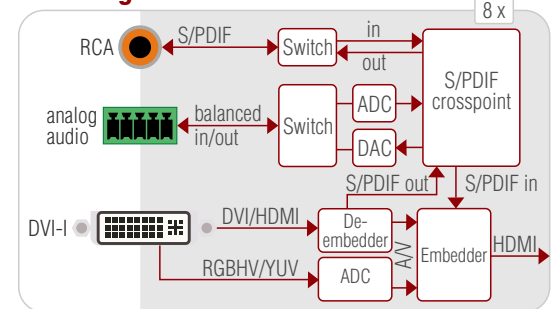 8 x
RCA
S/PDIF
Switch
in
out
S/PDIF
crosspoint
analog
audio
balanced
in/out
Switch
ADC
DAC
S/PDIF out
S/PDIF in
DVI-I
DVI/HDMI
De-
embedder
A/V
Embedder
HDMI
RGBHV/YUV
ADC